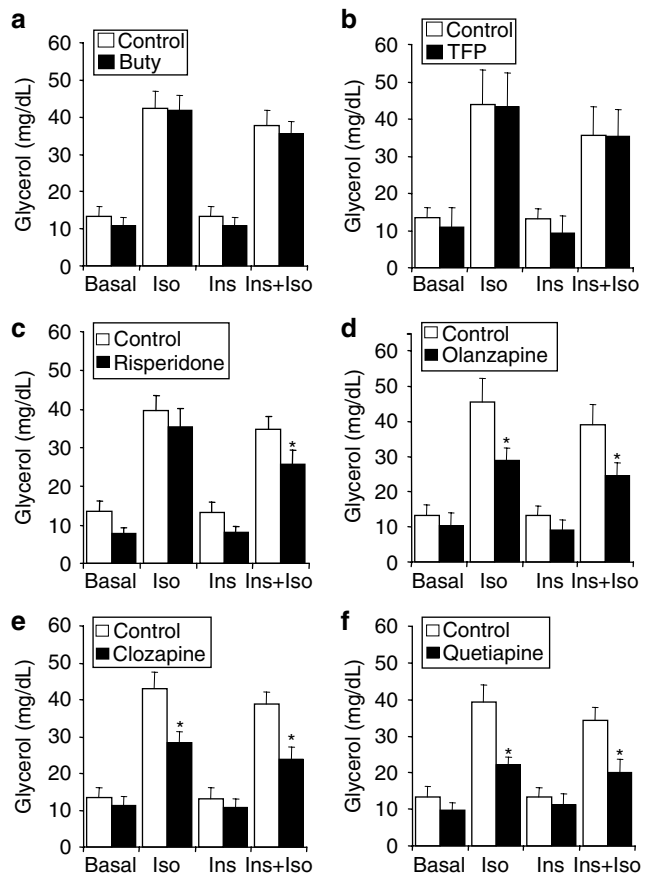 a
Control
Buty
Glycerol (mg/dL)
60
50
40
30
20
10
0
Basal Iso Ins Ins+Iso
b
Control
TFP
Glycerol (mg/dL)
60
50
40
30
20
10
0
Basal Iso Ins Ins+Iso
c
Control
Risperidone
Glycerol (mg/dL)
60
50
40
30
20
10
0
*
Basal Iso Ins Ins+Iso
d
Control
Olanzapine
Glycerol (mg/dL)
60
50
40
30
20
10
0
* *
Basal Iso Ins Ins+Iso
e
Control
Clozapine
Glycerol (mg/dL)
60
50
40
30
20
10
0
* *
Basal Iso Ins Ins+Iso
f
Control
Quetiapine
Glycerol (mg/dL)
60
50
40
30
20
10
0
* *
Basal Iso Ins Ins+Iso